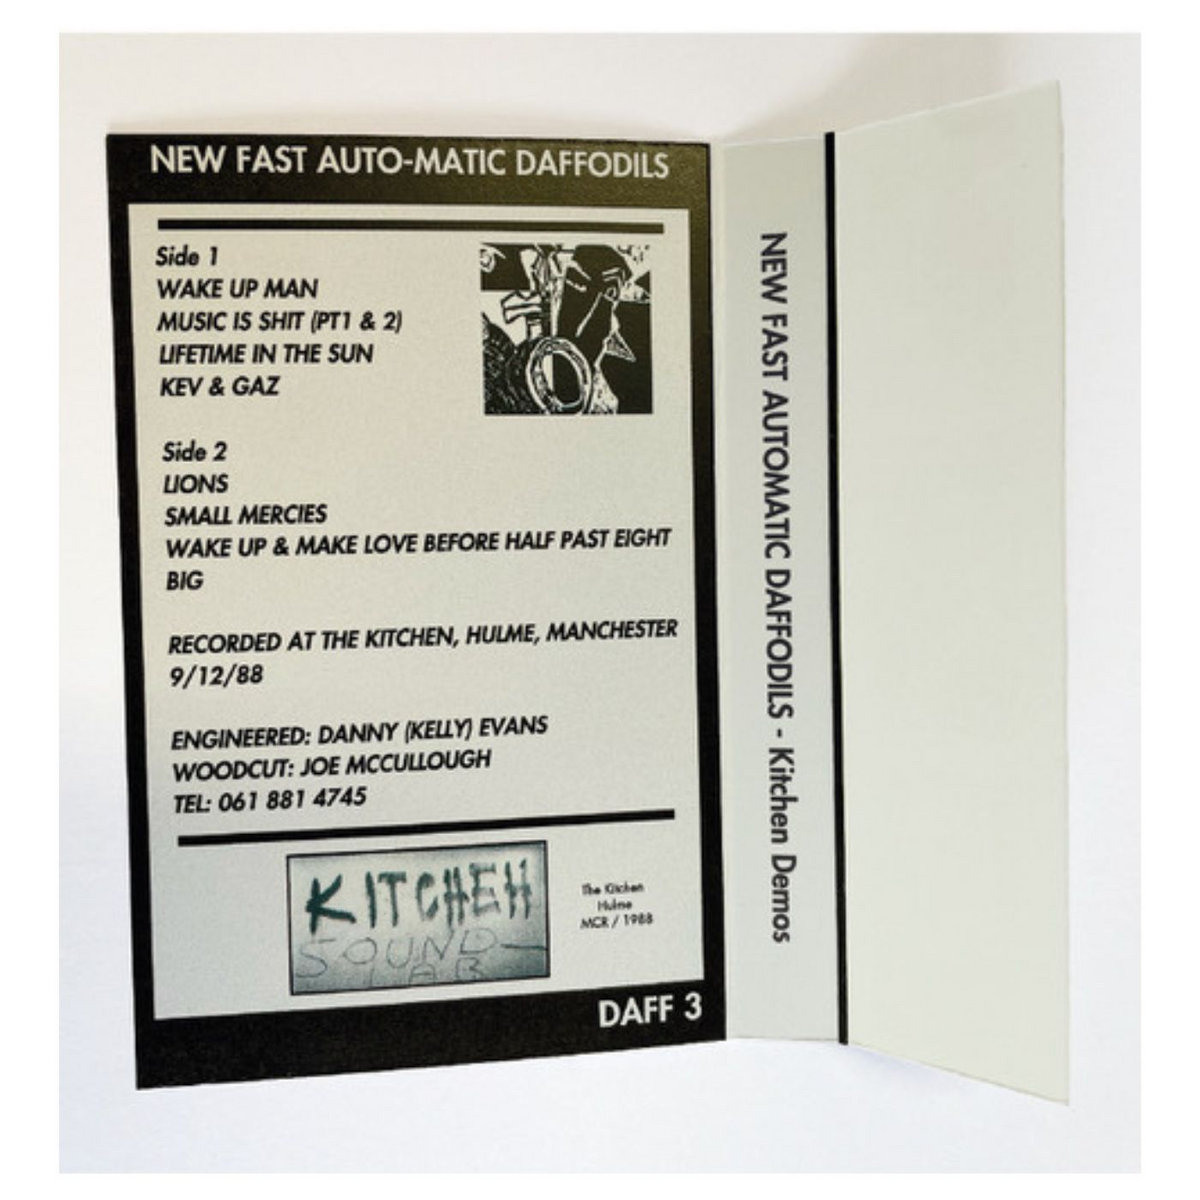 NEW FAST AUTO-MATIC DAFFODILS
Side 1
WAKE UP MAN
MUSIC IS SHIT (PT1 & 2)
LIFETIME IN THE SUN
KEV & GAZ
Side 2
LIONS
SMALL MERCIES
WAKE UP & MAKE LOVE BEFORE HALF PAST EIGHT
BIG
RECORDED AT THE KITCHEN, HULME, MANCHESTER
9/12/88
ENGINEERED: DANNY (KELLY) EVANS
WOODCUT: JOE MCCULLOUGH
TEL: 061 881 4745
KITCHEN
SOUND
LAB
The Kitchen
Hulme
MCR / 1988
DAFF 3
NEW FAST AUTOMATIC DAFFODILS - Kitchen Demos